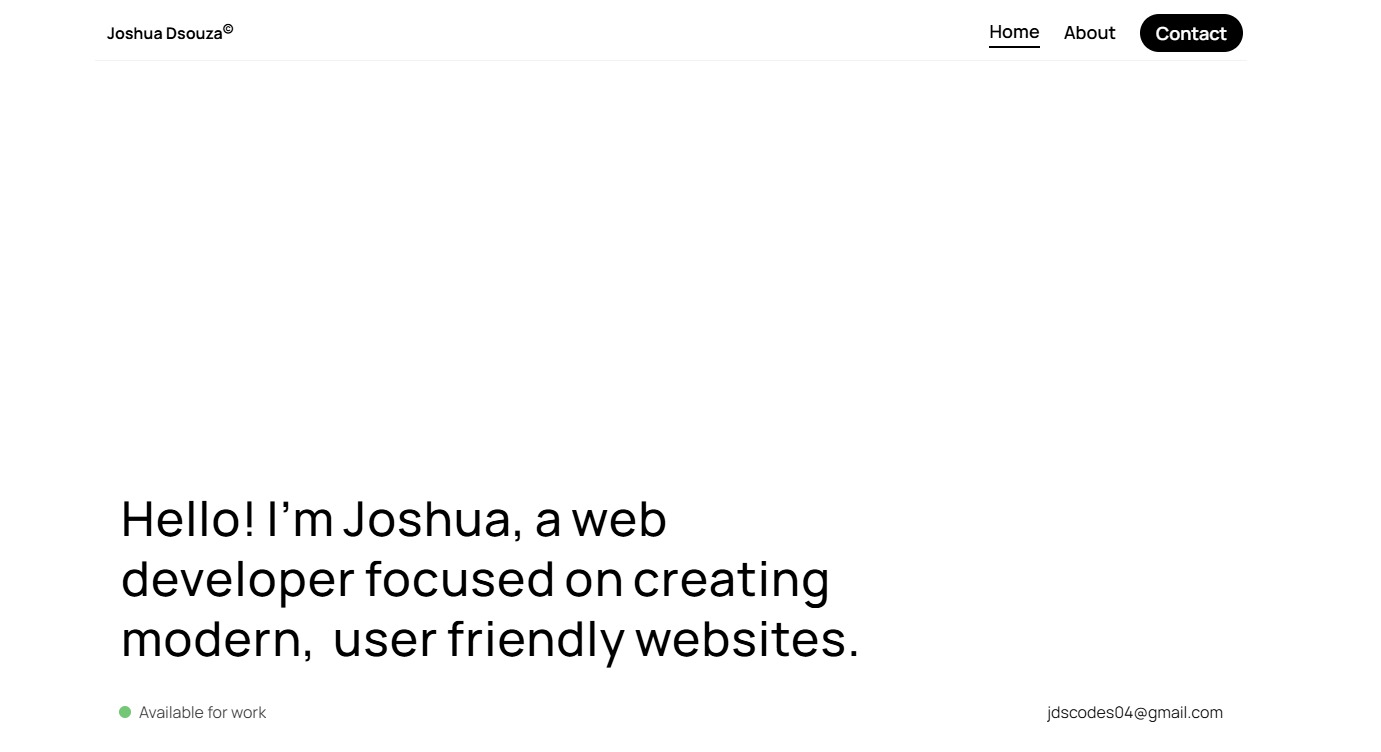 Joshua Dsouza©
Home About Contact
Hello! I’m Joshua, a web
developer focused on creating
modern, user friendly websites.
Available for work
jdscodes04@gmail.com